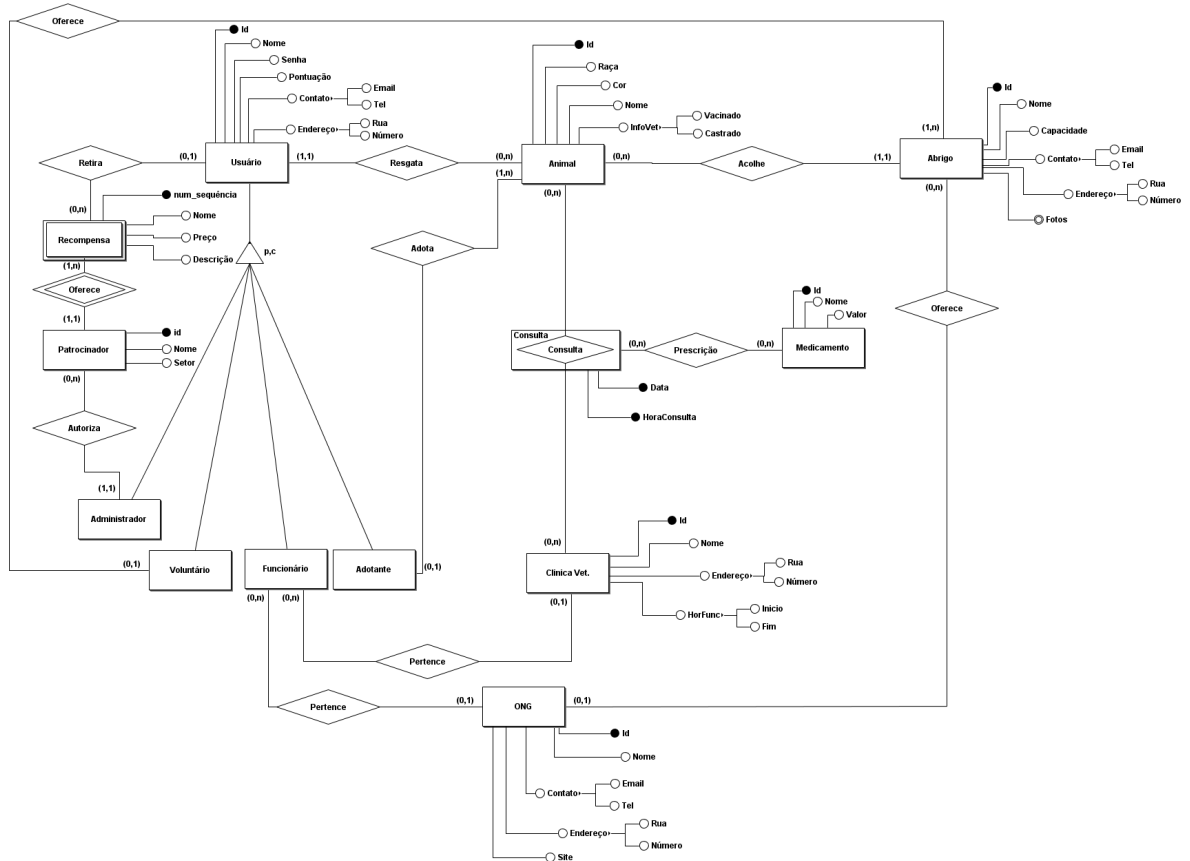 Oferece
Id
Nome
Senha
Pontuação
Contato
Email
Tel
Endereço
Rua
Número
Usuário
(0,1)
(1,1)
Retira
(0,n)
Resgata
(0,n)
Id
Raça
Cor
Nome
InfoVet
Vacinado
Castrado
Animal
(1,n)
(0,n)
(0,n)
Acolhe
(1,1)
(1,n)
Id
Nome
Capacidade
Contato
Email
Tel
Endereço
Rua
Número
Fotos
Abrigo
(0,n)
num_sequência
Nome
Preço
Descrição
Recompensa
(1,n)
Oferece
(1,1)
Patrocinador
id
Nome
Setor
(0,n)
Autoriza
(1,1)
Administrador
p,c
Adota
Consulta
Consulta
(0,n)
Prescrição
(0,n)
Id
Nome
Valor
Medicamento
Data
HoraConsulta
Oferece
(0,1)
Voluntário
Funcionário
(0,n)
(0,n)
Adotante
(0,1)
(0,n)
Clínica Vet.
(0,1)
Id
Nome
Endereço
Rua
Número
HorFunc
Início
Fim
Pertence
Pertence
(0,1)
ONG
(0,1)
Id
Nome
Contato
Email
Tel
Endereço
Rua
Número
Site